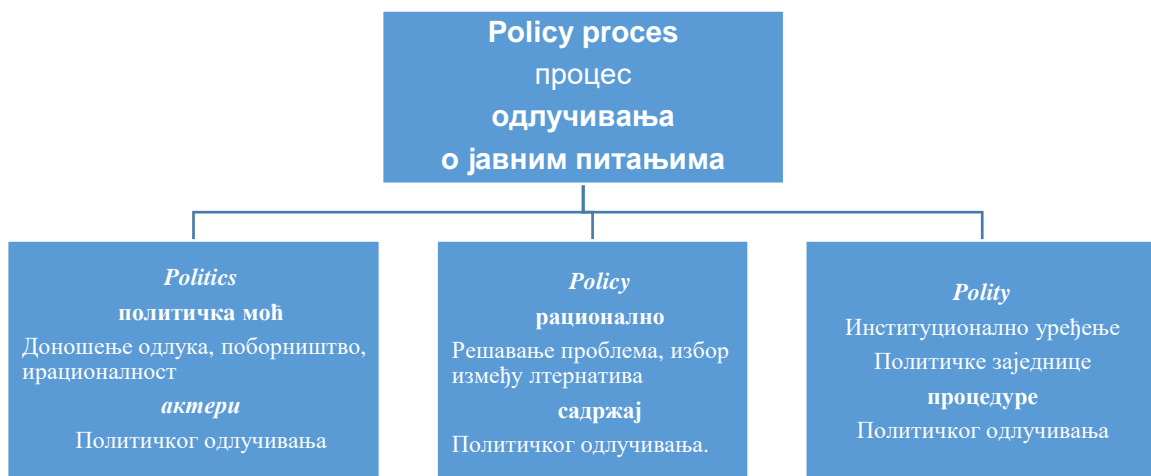 Policy proces
процес
одлучивања
о јавним питањима
Politics
политичка моћ
Доношење одлука, поборништво,
ирационалност
актери
Политичког одлучивања
Policy
рационално
Решавање проблема, избор
између лтернатива
садржај
Политичког одлучивања.
Polity
Институционално уређење
Политичке заједнице
процедуре
Политичког одлучивања